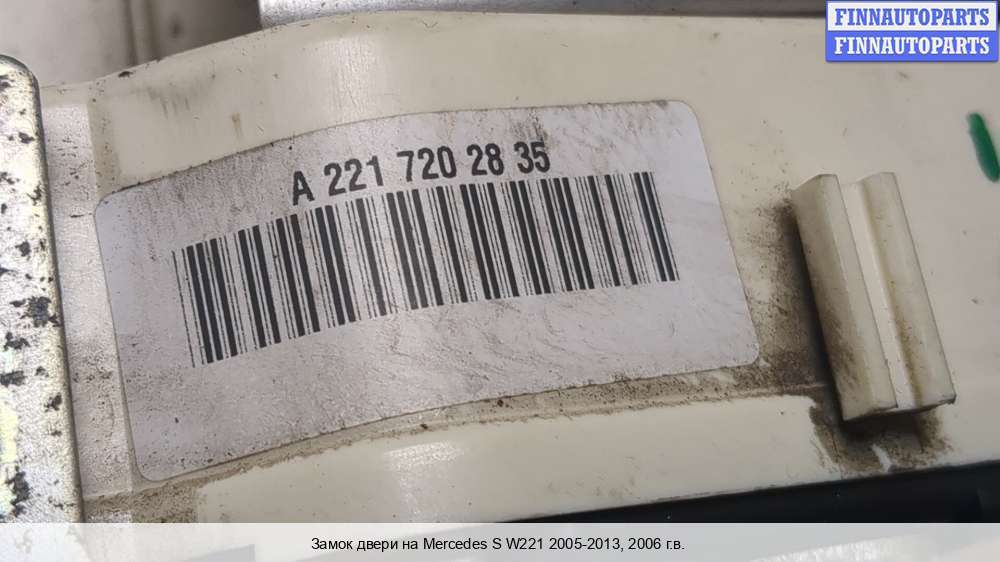 FINNAUTOPARTS
FINNAUTOPARTS
A 221 720 28 35
Замок двери на Mercedes S W221 2005-2013, 2006 г.в.